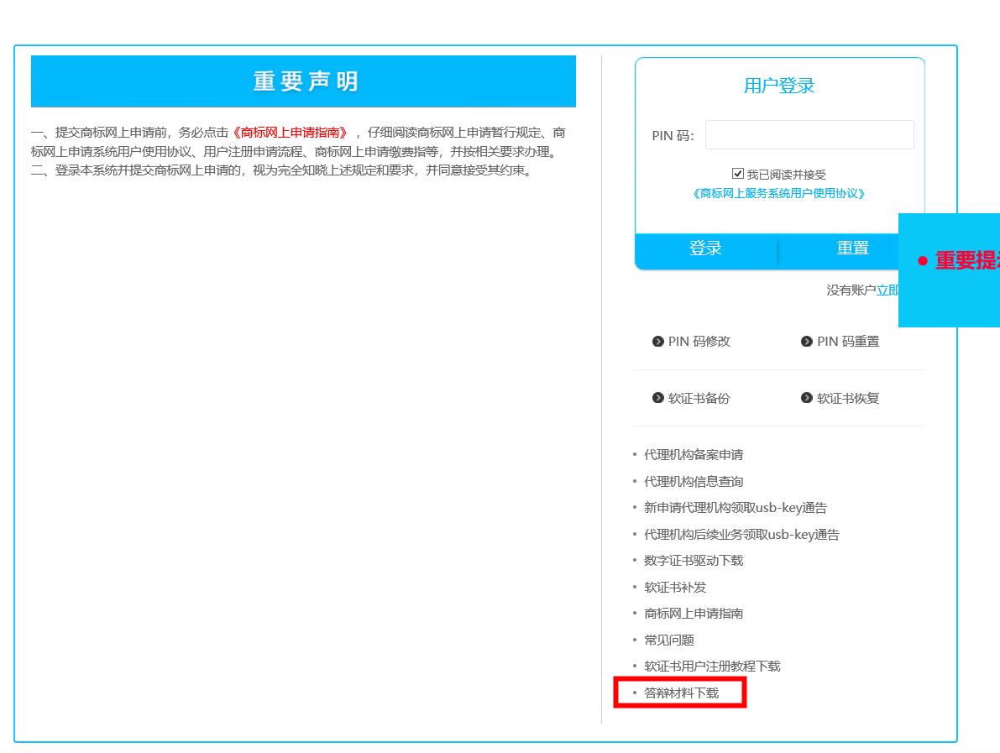 重要声明
一、提交商标网上申请前，务必点击《商标网上申请指南》，仔细阅读商标网上申请暂行规定、商
标网上申请系统用户使用协议、用户注册申请流程、商标网上申请缴费指等，并按相关要求办理。
二、登录本系统并提交商标网上申请的，视为完全知晓上述规定和要求，并同意接受其约束。
用户登录
PIN 码：
我已阅读并接受
《商标网上服务系统用户使用协议》
登录 重置
重要提
没有账户立即
PIN 码修改 PIN 码重置
软证书备份 软证书恢复
• 代理机构备案申请
• 代理机构信息查询
• 新申请代理机构领取usb-key通告
• 代理机构后续业务领取usb-key通告
• 数字证书驱动下载
• 软证书补发
• 商标网上申请指南
• 常见问题
• 软证书用户注册教程下载
• 答辩材料下载